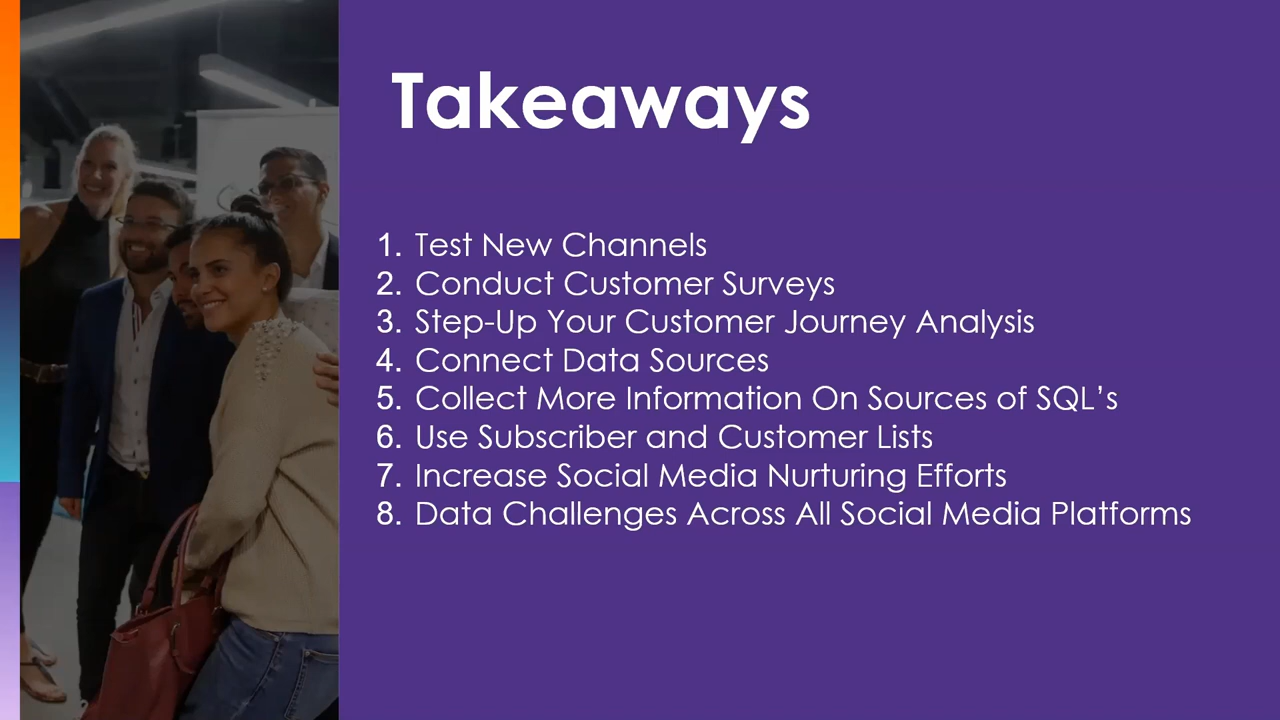 Takeaways
1. Test New Channels
2. Conduct Customer Surveys
3. Step-Up Your Customer Journey Analysis
4. Connect Data Sources
5. Collect More Information On Sources of SQL’s
6. Use Subscriber and Customer Lists
7. Increase Social Media Nurturing Efforts
8. Data Challenges Across All Social Media Platforms